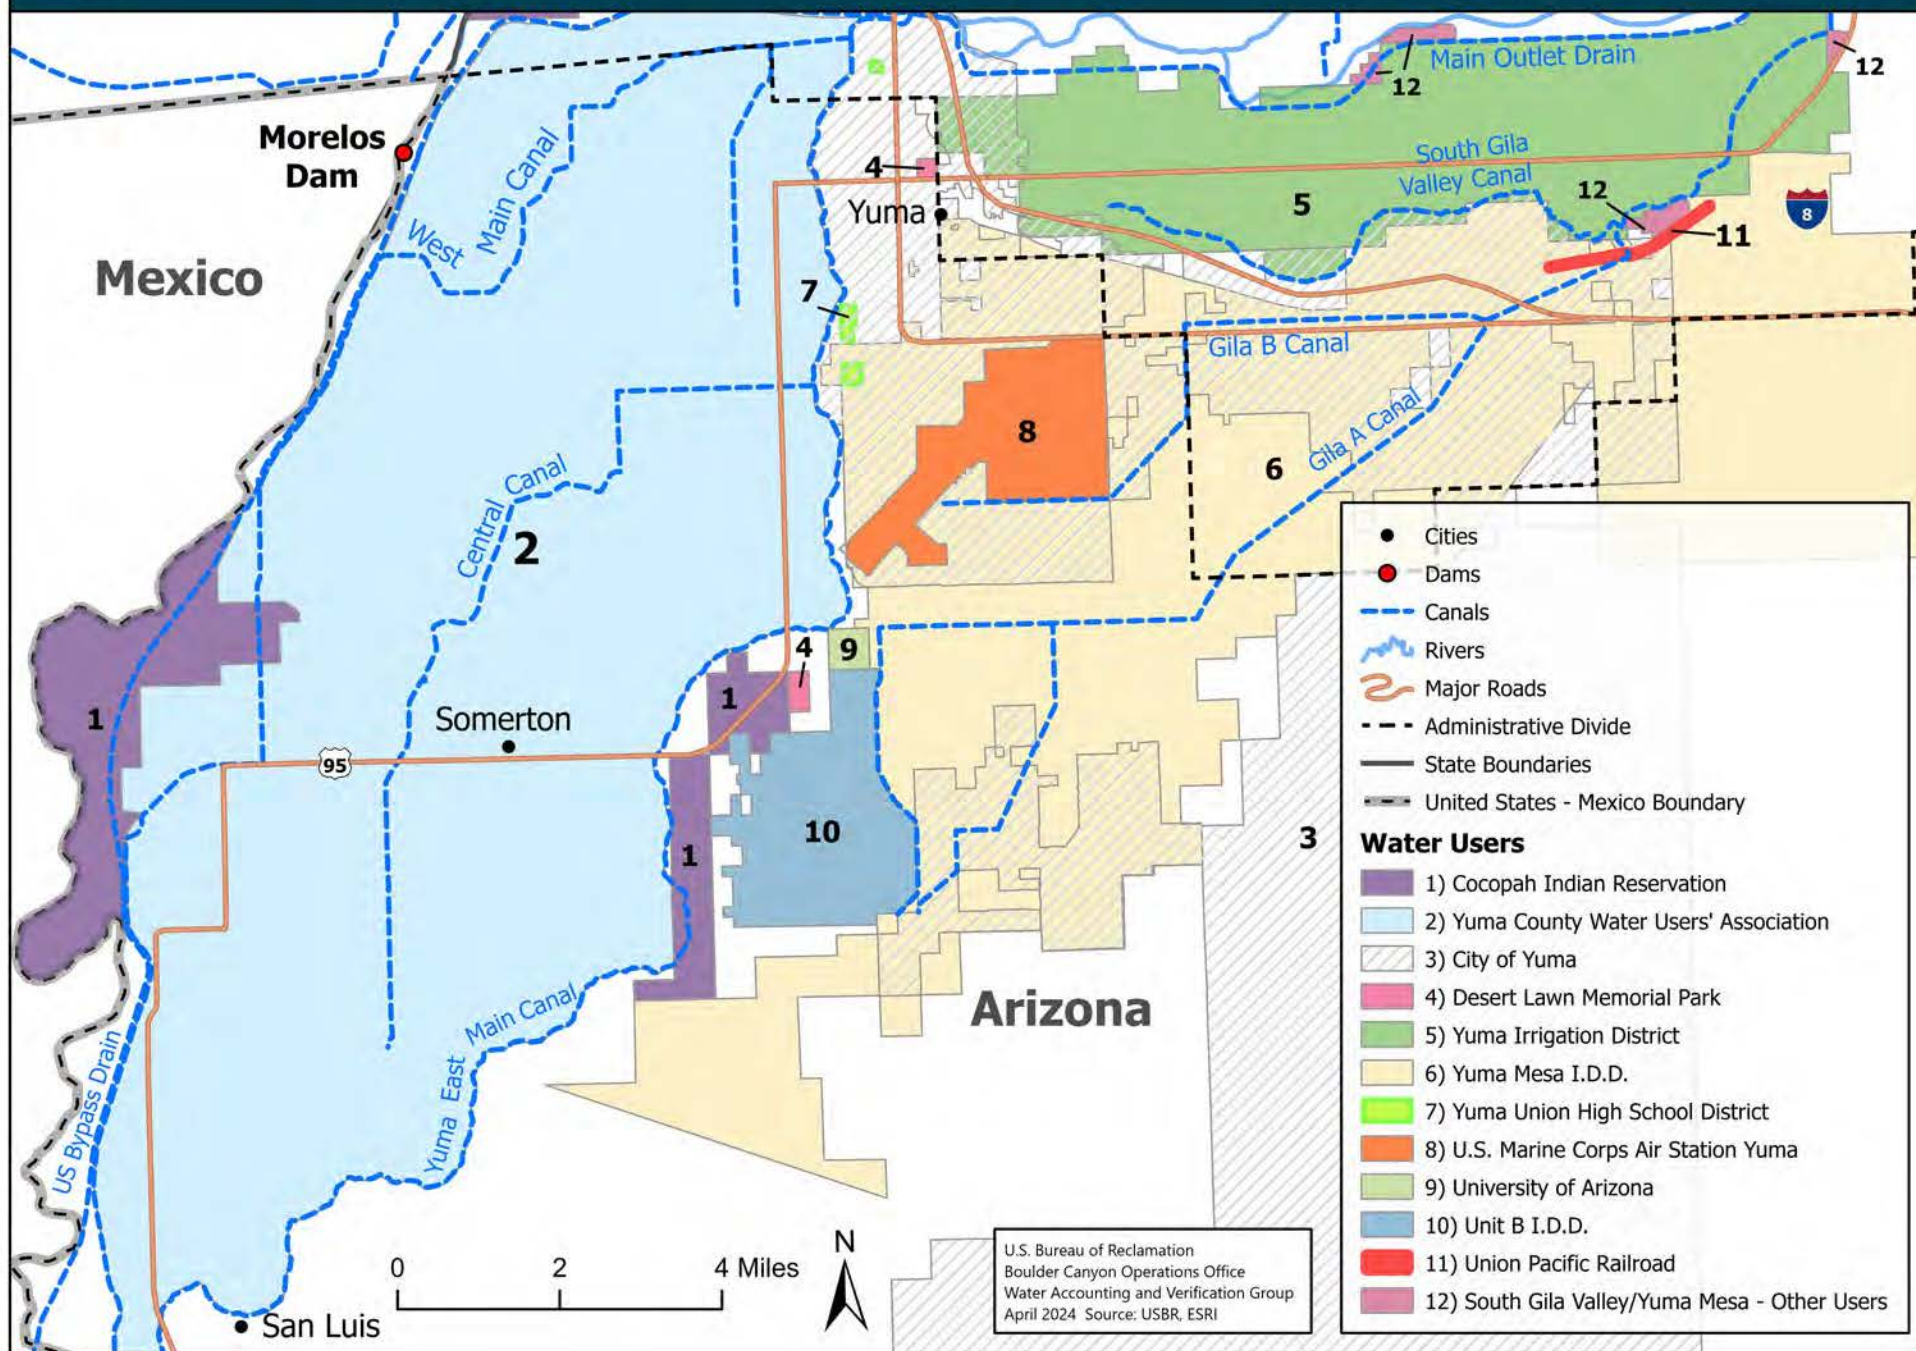 Main Outlet Drain
12
12
Morelos
Dam
West
Main Canal
4
South Gila
Valley Canal
5
12
8
11
Yuma
Mexico
7
Gila B Canal
8
6
Gila A Canal
Central Canal
2
1
Somerton
95
1
4
9
10
1
3
Arizona
US Bypass Drain
Yuma East
Main Canal
San Luis
0
2
4 Miles
N
U.S. Bureau of Reclamation
Boulder Canyon Operations Office
Water Accounting and Verification Group
April 2024 Source: USBR, ESRI
Cities
Dams
Canals
Rivers
Major Roads
Administrative Divide
State Boundaries
United States - Mexico Boundary
Water Users
1) Cocopah Indian Reservation
2) Yuma County Water Users' Association
3) City of Yuma
4) Desert Lawn Memorial Park
5) Yuma Irrigation District
6) Yuma Mesa I.D.D.
7) Yuma Union High School District
8) U.S. Marine Corps Air Station Yuma
9) University of Arizona
10) Unit B I.D.D.
11) Union Pacific Railroad
12) South Gila Valley/Yuma Mesa - Other Users